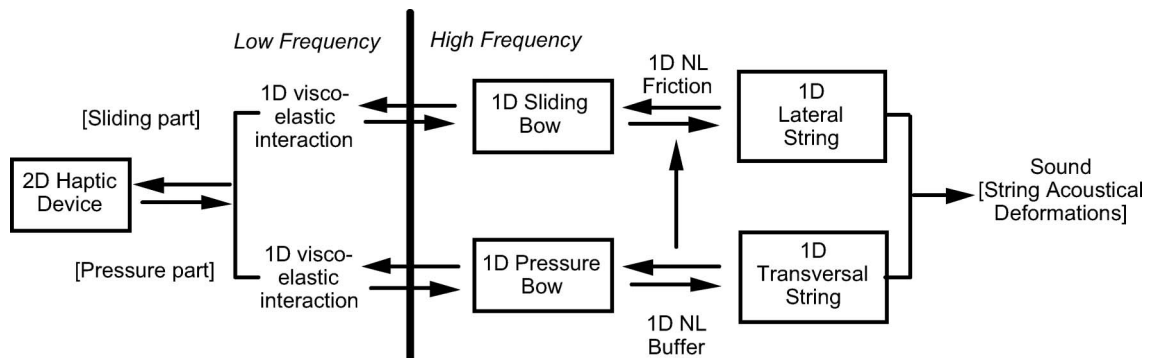 Low Frequency
High Frequency
[Sliding part]
1D visco-
elastic
interaction
1D Sliding
Bow
1D NL
Friction
1D
Lateral
String
2D Haptic
Device
Sound
[String Acoustical
Deformations]
[Pressure part]
1D visco-
elastic
interaction
1D Pressure
Bow
1D NL
Buffer
1D
Transversal
String